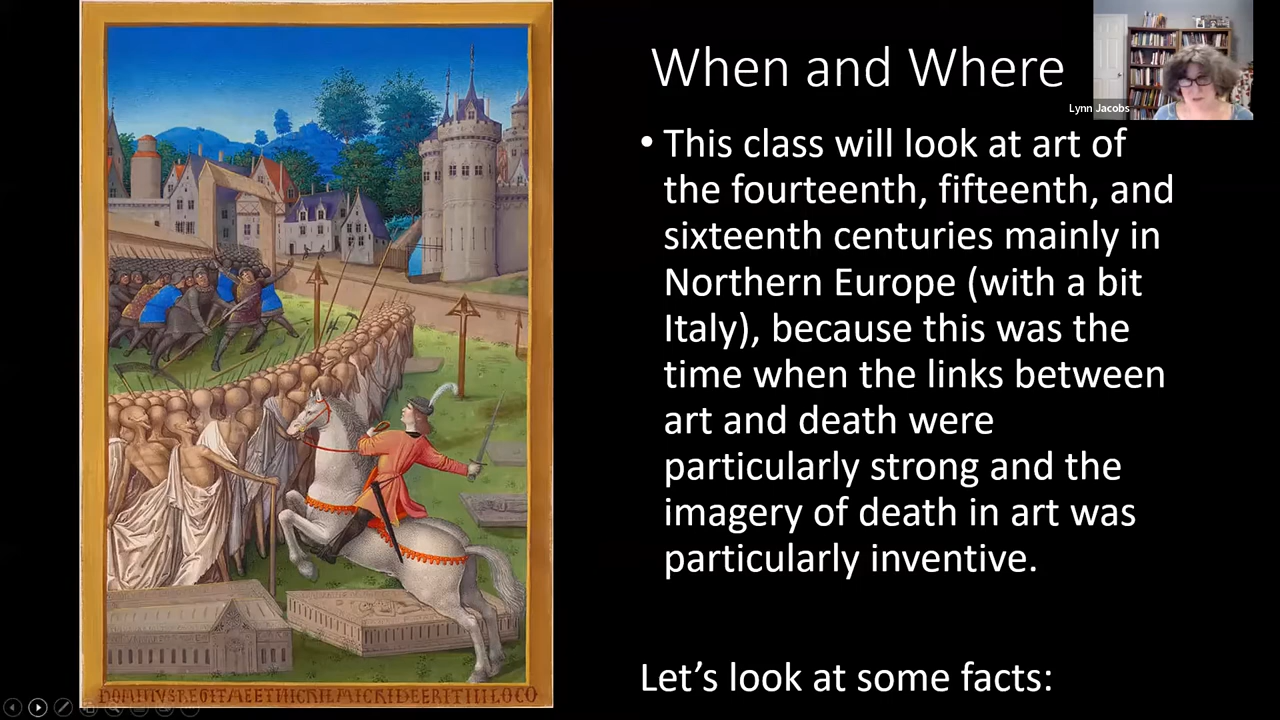 When and Where
Lynn Jacobs
• This class will look at art of
the fourteenth, fifteenth, and
sixteenth centuries mainly in
Northern Europe (with a bit
Italy), because this was the
time when the links between
art and death were
particularly strong and the
imagery of death in art was
particularly inventive.
Let’s look at some facts: